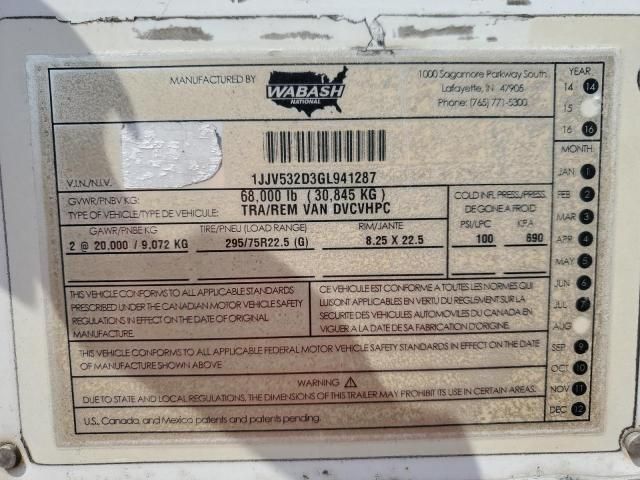 MANUFACTURED BY
WABASH
NATIONAL
1000 Sagamore Parkway South
Lafayette, IN 47905
Phone: (765) 771-5300
V.I.N./N.I.V.
1JJV532D3GL941287
GVWR/PNBV KG:
68,000 lb (30,845 KG)
TYPE OF VEHICLE/TYPE DE VEHICULE:
TRA/REM VAN DVCVHPC
COLD INFL. PRESS/PRESS.
DE GONF A FROID
GAWR/PNBE KG
TIRE/PNEU (LOAD RANGE)
RIM/JANTE
PSI/LPC
KPA
2 @ 20,000 / 9,072 KG
295/75R22.5 (G)
8.25 X 22.5
100
690
THIS VEHICLE CONFORMS TO ALL APPLICABLE STANDARDS
PRESCRIBED UNDER THE CANADIAN MOTOR VEHICLE SAFETY
REGULATIONS IN EFFECT ON THE DATE OF ORIGINAL
MANUFACTURE.
CE VEHICULE EST CONFORME A TOUTES LES NORMES QUI
LUI SONT APPLICABLES EN VERTU DU REGLEMENT SUR LA
SECURITE DES VEHICULES AUTOMOBILES DU CANADA EN
VIGUER A LA DATE DE SA FABRICATION D'ORIGINE.
THIS VEHICLE CONFORMS TO ALL APPLICABLE FEDERAL MOTOR VEHICLE SAFETY STANDARDS IN EFFECT ON THE DATE
OF MANUFACTURE SHOWN ABOVE
WARNING ⚠
DUE TO STATE AND LOCAL REGULATIONS, THE DIMENSIONS OF THIS TRAILER MAY PROHIBIT ITS USE IN CERTAIN AREAS.
U.S., Canada, and Mexico patents and patents pending.
YEAR
14 14
15
16 16
MONTH
JAN 1
FEB 2
MAR 3
APR 4
MAY 5
JUN 6
JUL 7
AUG
SEP 9
OCT 10
NOV 11
DEC 12